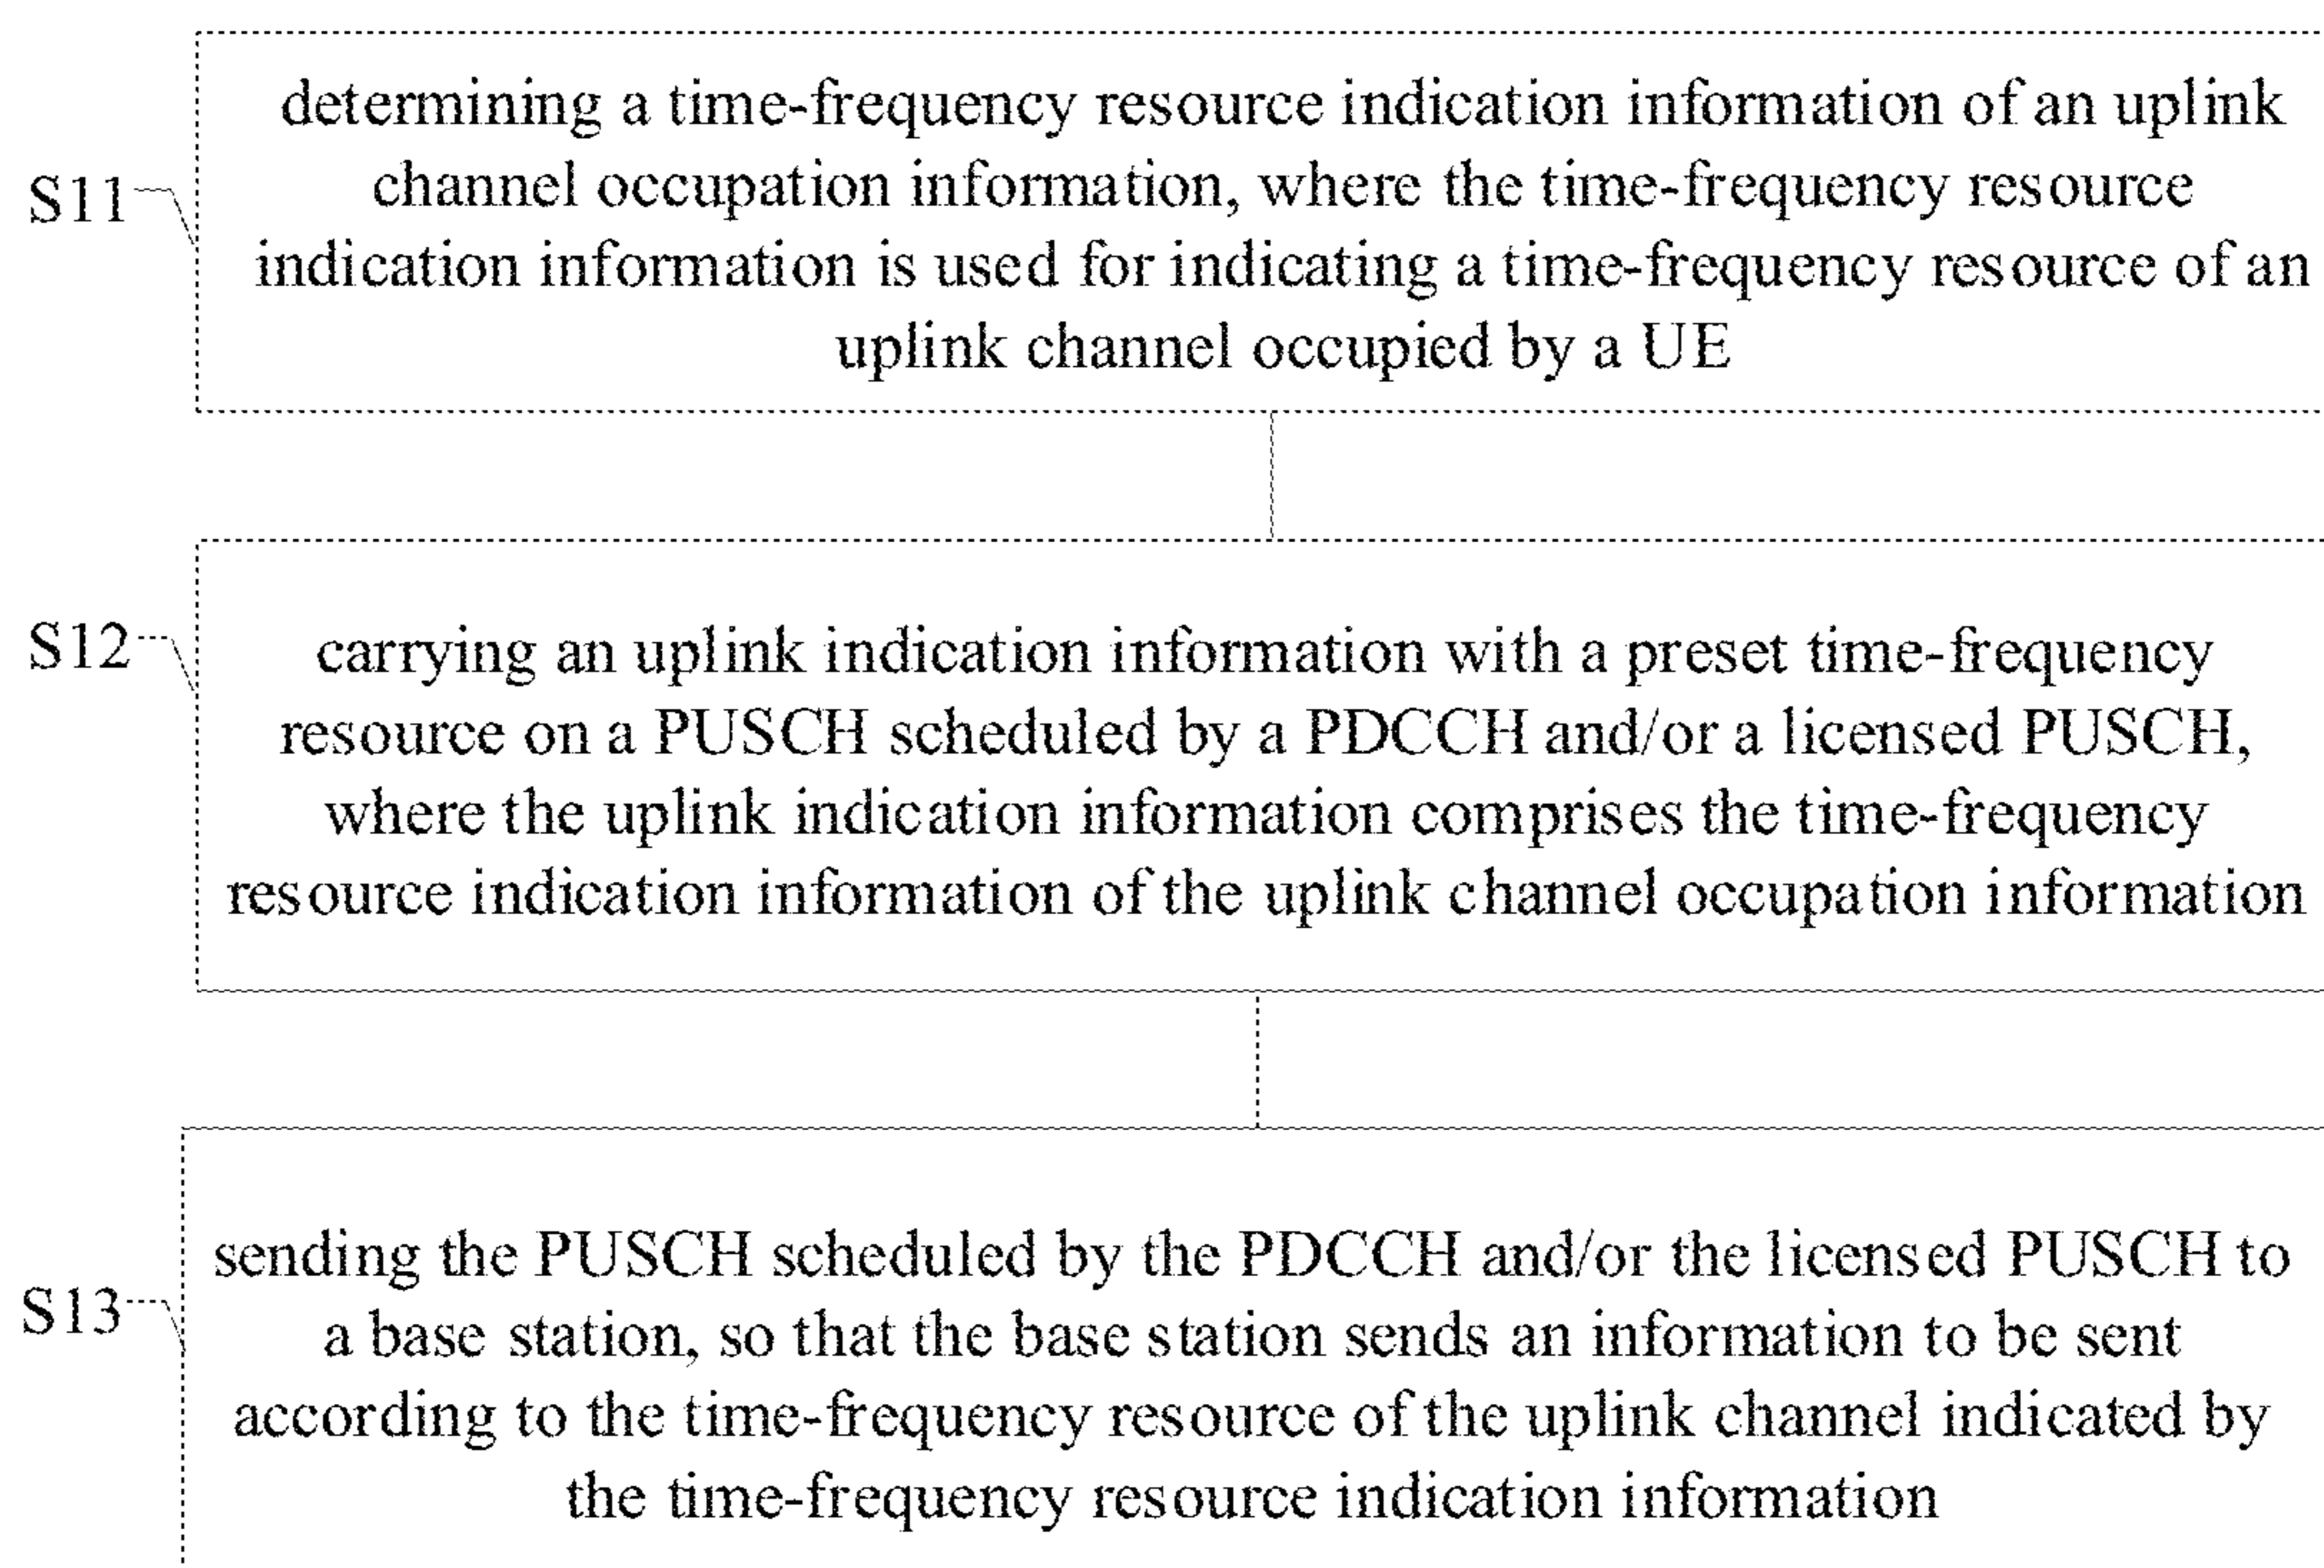 determining a time-frequency resource indication information of an uplink
S11
channel occupation information, where the time-frequency resource
indication information is used for indicating a time-frequency resource of an
uplink channel occupied by a UE
S12
carrying an uplink indication information with a preset time-frequency
resource on a PUSCH scheduled by a PDCCH and/or a licensed PUSCH,
where the uplink indication information comprises the time-frequency
resource indication information of the uplink channel occupation information
sending the PUSCH scheduled by the PDCCH and/or the licensed PUSCH to
S13
a base station, so that the base station sends an information to be sent
according to the time-frequency resource of the uplink channel indicated by
the time-frequency resource indication information